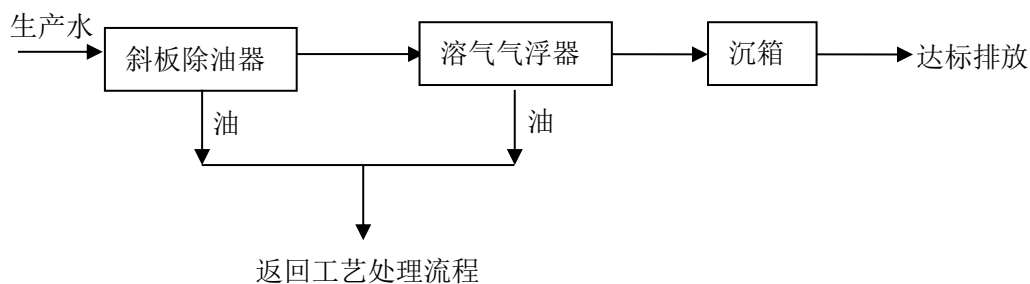 生产水
斜板除油器
溶气气浮器
沉箱
达标排放
油
油
返回工艺处理流程